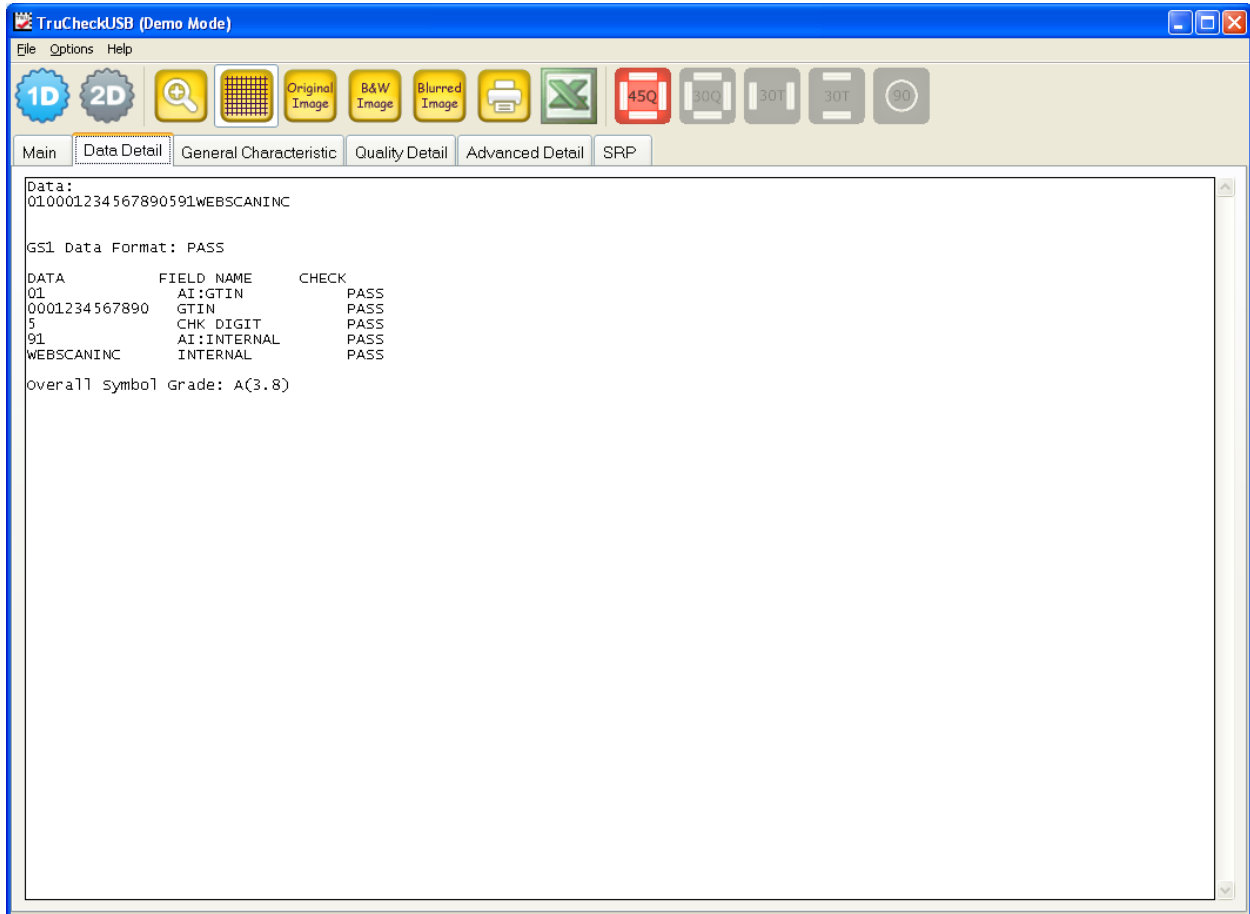 TruCheckUSB (Demo Mode)
File Options Help
1D 2D Original Image B&W Image Blurred Image 45Q 30Q 30T 30T 90
Main Data Detail General Characteristic Quality Detail Advanced Detail SRP
Data:
010001234567890591WEBSCANINC
GS1 Data Format: PASS
DATA FIELD NAME CHECK
01 AI:GTIN PASS
0001234567890 GTIN PASS
5 CHK DIGIT PASS
91 AI:INTERNAL PASS
WEBSCANINC INTERNAL PASS
Overall Symbol Grade: A(3.8)